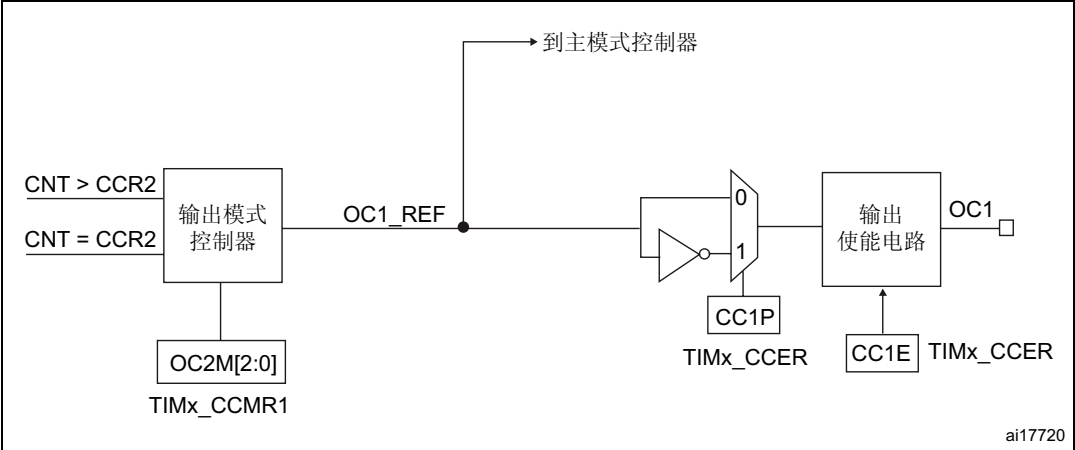 到主模式控制器
CNT > CCR2
CNT = CCR2
输出模式
控制器
OC1_REF
0
1
输出
使能电路
OC1
CC1P
TIMx_CCER
CC1E
TIMx_CCER
OC2M[2:0]
TIMx_CCMR1
ai17720